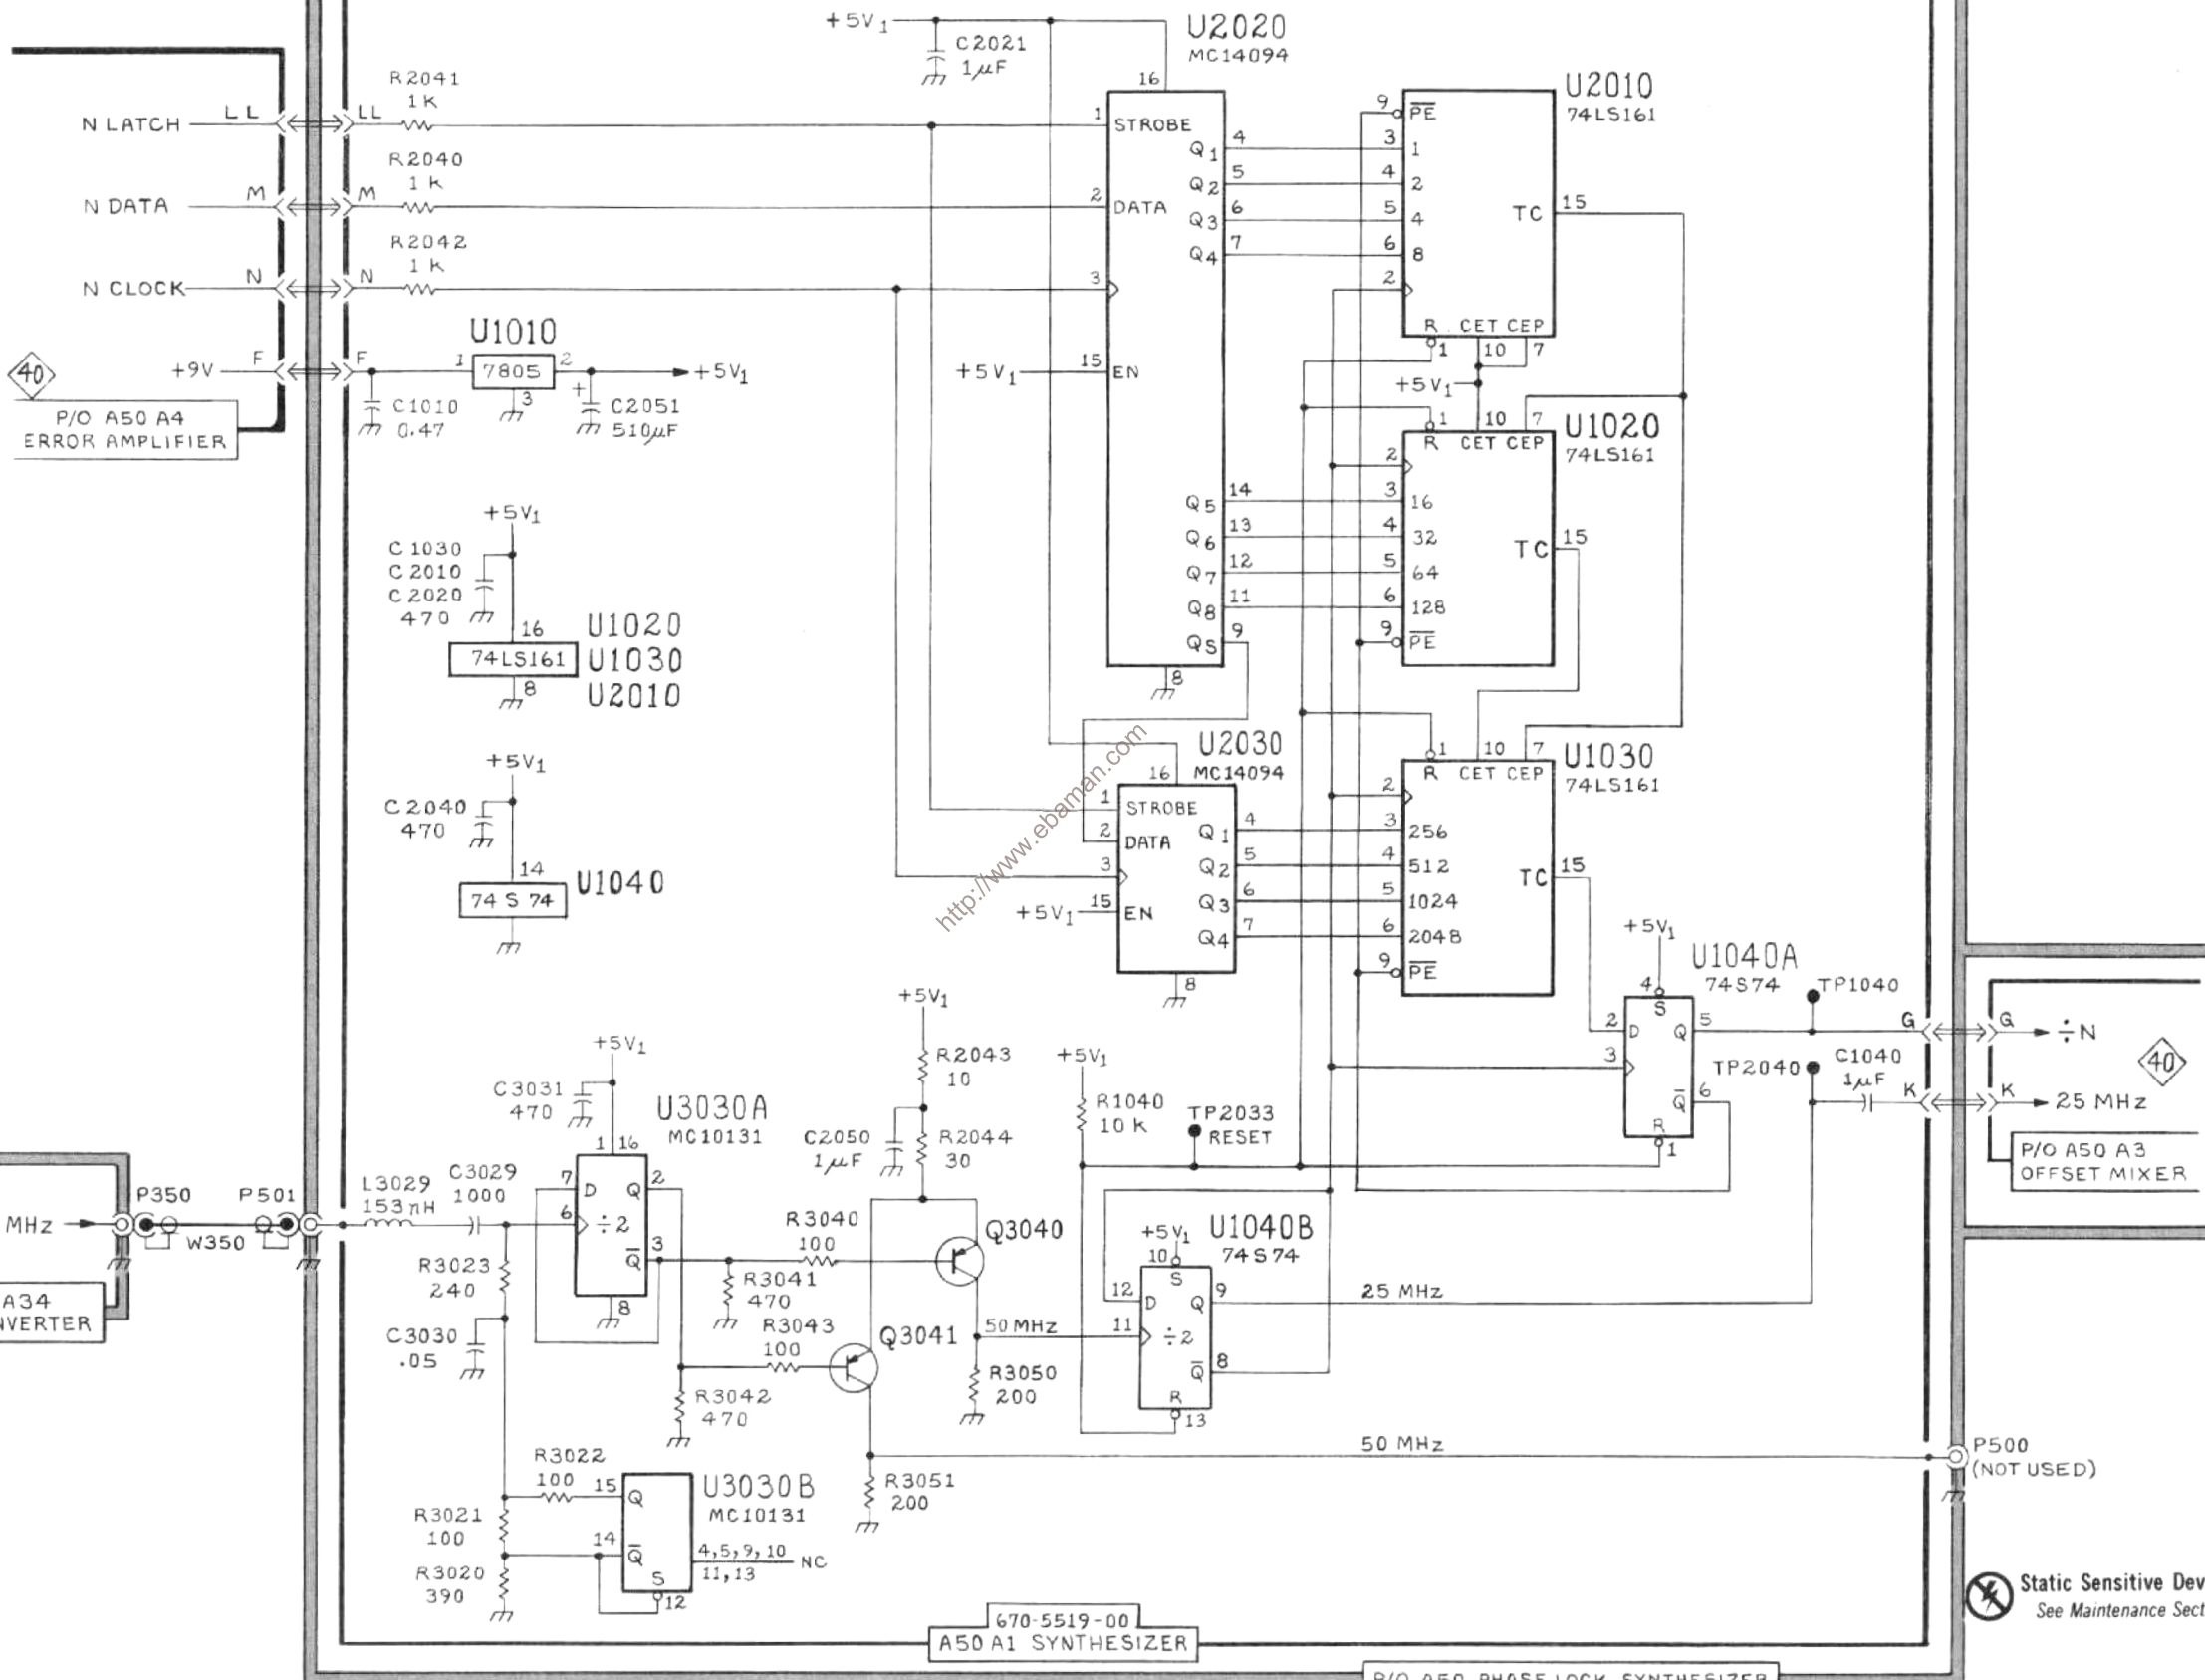 +5V1
U2020
MC14094
C2021
1µF
16
U2010
74LS161
N LATCH
LL
LL
R2041
1K
1
STROBE
Q1
4
Q2
5
Q3
6
Q4
7
9
PE
3
1
4
2
5
4
6
8
2
TC
15
R
CET
CEP
1
10
7
N DATA
M
M
R2040
1 K
2
DATA
N CLOCK
N
N
R2042
1 K
3
40
+9V
F
F
U1010
1
7805
2
3
+5V1
C1010
0.47
+
C2051
510µF
P/O A50 A4
ERROR AMPLIFIER
+5V1
15
EN
+5V1
1
10
7
R
CET
CEP
U1020
74LS161
2
Q5
14
3
16
Q6
13
4
32
Q7
12
5
64
Q8
11
6
128
QS
9
9
PE
TC
15
8
+5V1
C1030
C2010
C2020
470
16
74LS161
8
U1020
U1030
U2010
http://www.ebaman.com
U2030
MC14094
16
1
STROBE
2
DATA
3
+5V1
15
EN
Q1
4
Q2
5
Q3
6
Q4
7
8
1
10
7
R
CET
CEP
U1030
74LS161
2
3
256
4
512
5
1024
6
2048
9
PE
TC
15
+5V1
C2040
470
14
74 S 74
U1040
+5V1
U1040A
74S74
4
S
2
D
Q
5
3
Q̄
6
R
1
TP1040
G
G
÷N
TP2040
C1040
1µF
K
K
25 MHz
40
P/O A50 A3
OFFSET MIXER
+5V1
C3031
470
U3030A
MC10131
1
16
7
D
Q
2
6
÷2
Q̄
3
8
+5V1
R2043
10
C2050
1µF
R2044
30
+5V1
R1040
10 K
TP2033
RESET
MHz
P350
P501
W350
L3029
153nH
C3029
1000
R3023
240
C3030
.05
A34
NVERTER
R3040
100
Q3040
R3041
470
R3043
100
Q3041
R3042
470
50 MHz
R3050
200
+5V1
U1040B
74S74
10
S
12
D
Q
9
11
÷2
Q̄
8
R
13
25 MHz
50 MHz
P500
(NOT USED)
R3051
200
R3022
100
15
Q
U3030B
MC10131
R3021
100
14
Q̄
4,5,9,10
11,13
NC
S
12
R3020
390
670-5519-00
A50 A1 SYNTHESIZER
Static Sensitive Dev
See Maintenance Sect
P/O A50 PHASE LOCK SYNTHESIZER